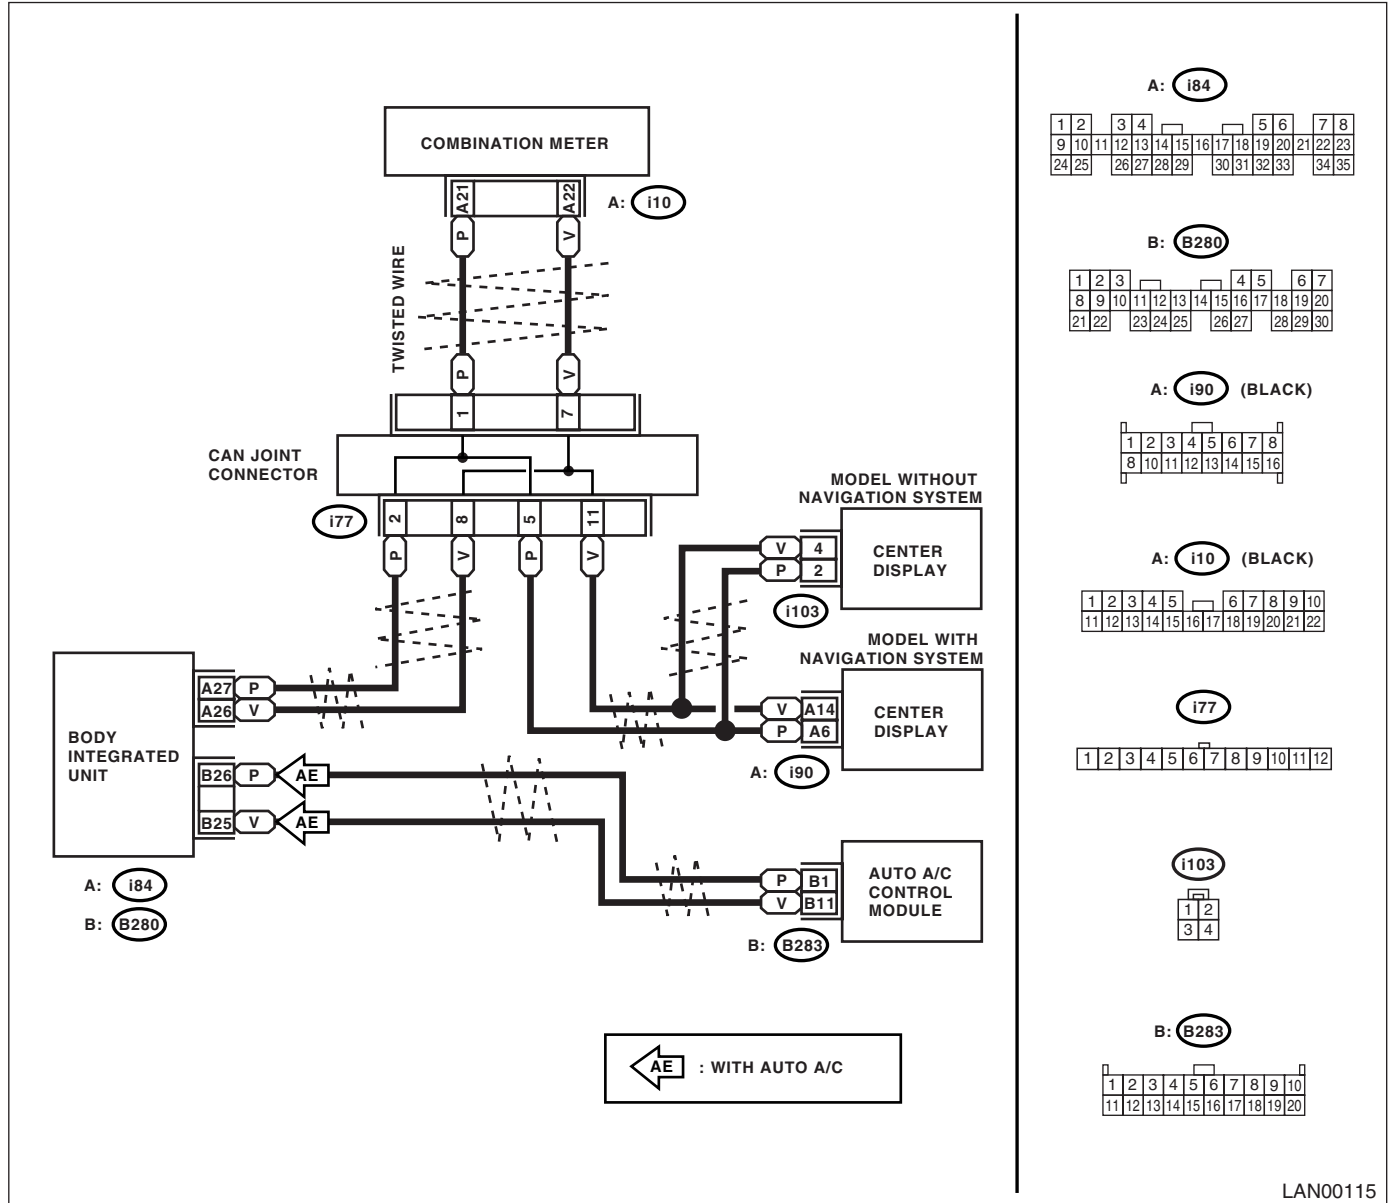 COMBINATION METER
A21 A22
A: i10
P V
TWISTED WIRE
P V
1 7
CAN JOINT
CONNECTOR
i77
2 8 5 11
P V P V
MODEL WITHOUT
NAVIGATION SYSTEM
V 4
P 2
CENTER
DISPLAY
i103
MODEL WITH
NAVIGATION SYSTEM
V A14
P A6
CENTER
DISPLAY
A: i90
BODY
INTEGRATED
UNIT
A27 P
A26 V
B26 P AE
B25 V AE
A: i84
B: B280
P B1
V B11
AUTO A/C
CONTROL
MODULE
B: B283
AE : WITH AUTO A/C
A: i84
1 2 3 4 5 6 7 8
9 10 11 12 13 14 15 16 17 18 19 20 21 22 23
24 25 26 27 28 29 30 31 32 33 34 35
B: B280
1 2 3 4 5 6 7
8 9 10 11 12 13 14 15 16 17 18 19 20
21 22 23 24 25 26 27 28 29 30
A: i90 (BLACK)
1 2 3 4 5 6 7 8
8 10 11 12 13 14 15 16
A: i10 (BLACK)
1 2 3 4 5 6 7 8 9 10
11 12 13 14 15 16 17 18 19 20 21 22
i77
1 2 3 4 5 6 7 8 9 10 11 12
i103
1 2
3 4
B: B283
1 2 3 4 5 6 7 8 9 10
11 12 13 14 15 16 17 18 19 20
LAN00115